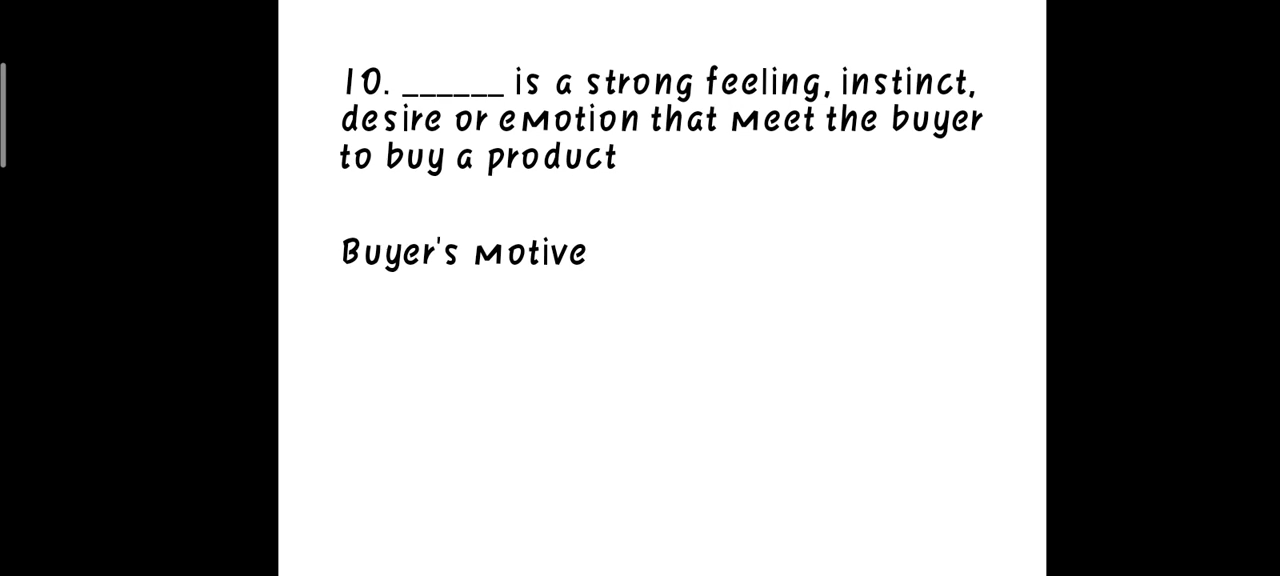 10. ______ is a strong feeling, instinct,
desire or emotion that meet the buyer
to buy a product
Buyer's motive